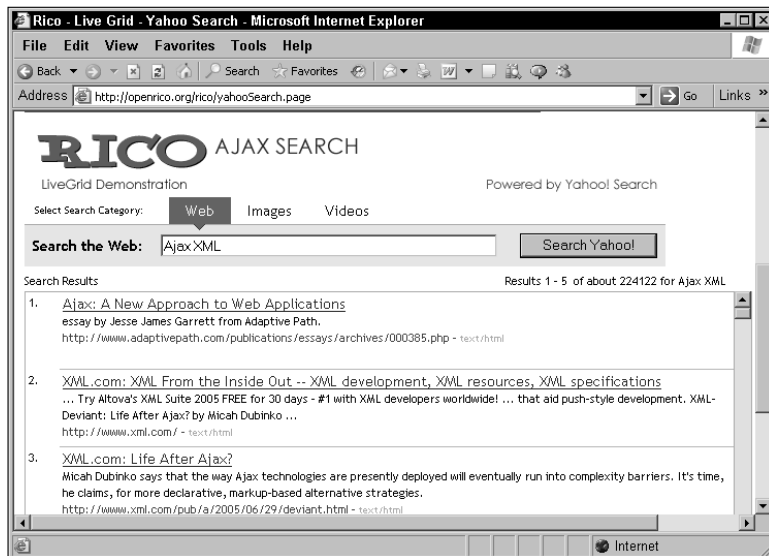 Rico - Live Grid - Yahoo Search - Microsoft Internet Explorer
File Edit View Favorites Tools Help
Back Search Favorites
Address http://openrico.org/rico/yahooSearch.page Go Links »
RICO AJAX SEARCH
LiveGrid Demonstration Powered by Yahoo! Search
Select Search Category: Web Images Videos
Search the Web: Ajax XML Search Yahoo!
Search Results Results 1 - 5 of about 224122 for Ajax XML
1. Ajax: A New Approach to Web Applications
essay by Jesse James Garrett from Adaptive Path.
http://www.adaptivepath.com/publications/essays/archives/000385.php - text/html
2. XML.com: XML From the Inside Out -- XML development, XML resources, XML specifications
... Try Altova's XML Suite 2005 FREE for 30 days - #1 with XML developers worldwide! ... that aid push-style development. XML-
Deviant: Life After Ajax? by Micah Dubinko ...
http://www.xml.com/ - text/html
3. XML.com: Life After Ajax?
Micah Dubinko says that the way Ajax technologies are presently deployed will eventually run into complexity barriers. It's time,
he claims, for more declarative, markup-based alternative strategies.
http://www.xml.com/pub/a/2005/06/29/deviant.html - text/html
Internet